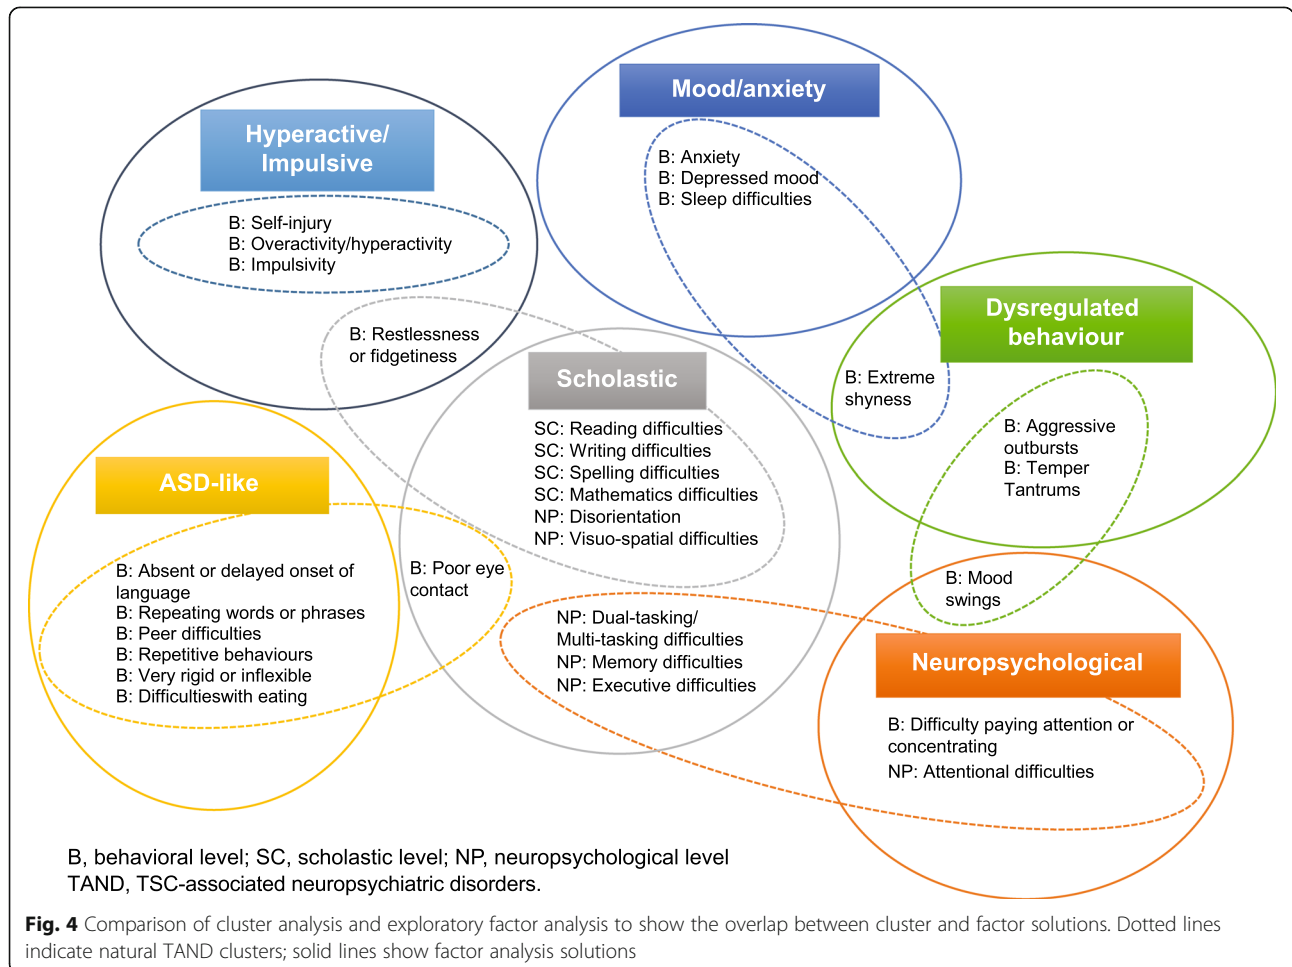 Mood/anxiety
B: Anxiety
B: Depressed mood
B: Sleep difficulties
Hyperactive/
Impulsive
B: Self-injury
B: Overactivity/hyperactivity
B: Impulsivity
B: Restlessness
or fidgetiness
Dysregulated
behaviour
B: Extreme
shyness
B: Aggressive
outbursts
B: Temper
Tantrums
B: Mood
swings
Scholastic
SC: Reading difficulties
SC: Writing difficulties
SC: Spelling difficulties
SC: Mathematics difficulties
NP: Disorientation
NP: Visuo-spatial difficulties
ASD-like
B: Absent or delayed onset of
language
B: Repeating words or phrases
B: Peer difficulties
B: Repetitive behaviours
B: Very rigid or inflexible
B: Difficultieswith eating
B: Poor eye
contact
NP: Dual-tasking/
Multi-tasking difficulties
NP: Memory difficulties
NP: Executive difficulties
Neuropsychological
B: Difficulty paying attention or
concentrating
NP: Attentional difficulties
B, behavioral level; SC, scholastic level; NP, neuropsychological level
TAND, TSC-associated neuropsychiatric disorders.
Fig. 4 Comparison of cluster analysis and exploratory factor analysis to show the overlap between cluster and factor solutions. Dotted lines
indicate natural TAND clusters; solid lines show factor analysis solutions